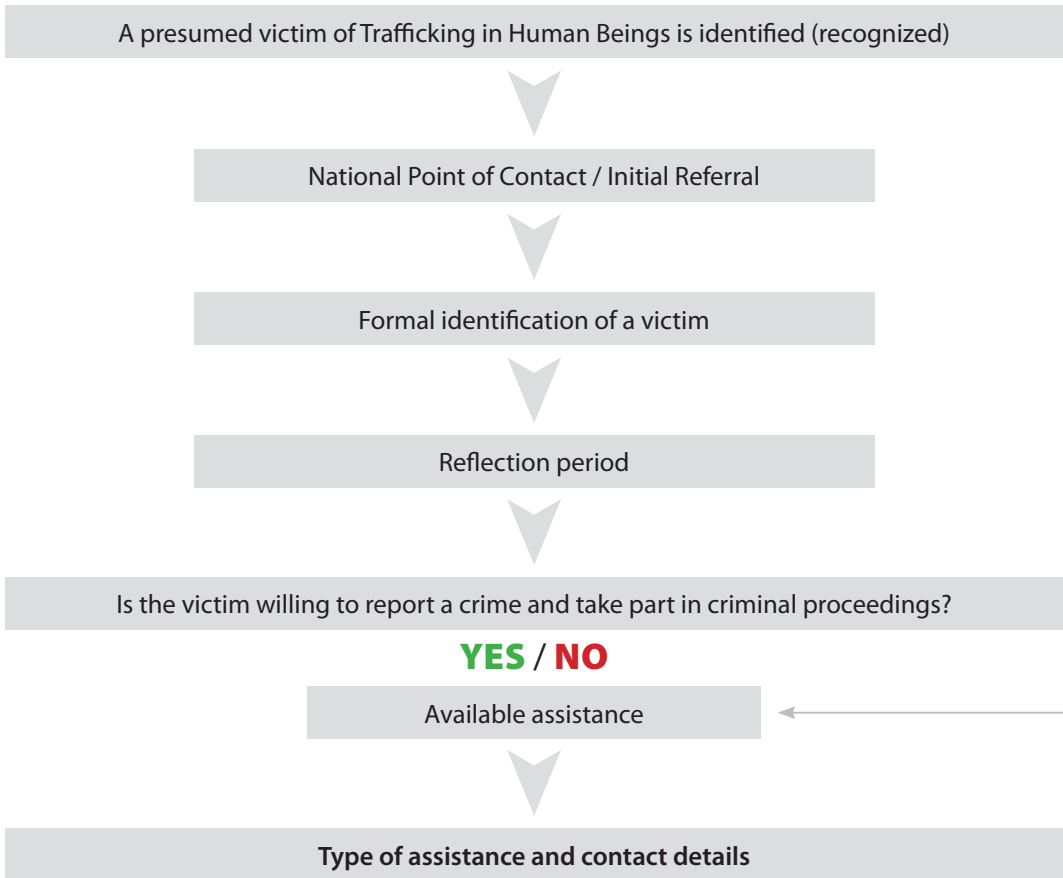 A presumed victim of Trafficking in Human Beings is identified (recognized)
National Point of Contact / Initial Referral
Formal identification of a victim
Reflection period
Is the victim willing to report a crime and take part in criminal proceedings?
YES / NO
Available assistance
Type of assistance and contact details